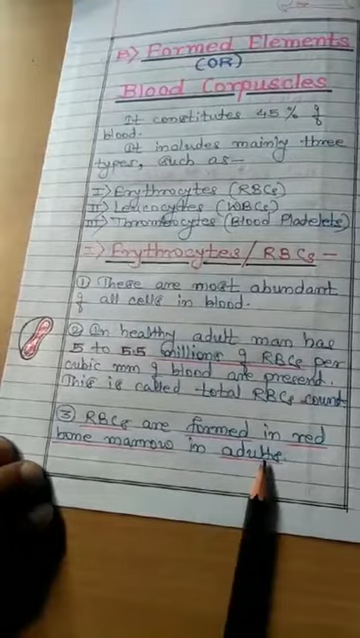 B) Formed Elements
(OR)
Blood Corpuscles
It constitutes 45% of
blood.
It includes mainly three
types, such as—
I) Erythrocytes (RBCs)
II) Leucocytes (WBCs)
III) Thrombocytes (Blood Platelets)
I) Erythrocytes / RBCs —
① These are most abundant
of all cells in blood.
② In healthy adult man has
5 to 5.5 millions of RBCs per
cubic mm of blood are present.
This is called total RBCs count
③ RBCs are formed in red
bone marrow in adults.